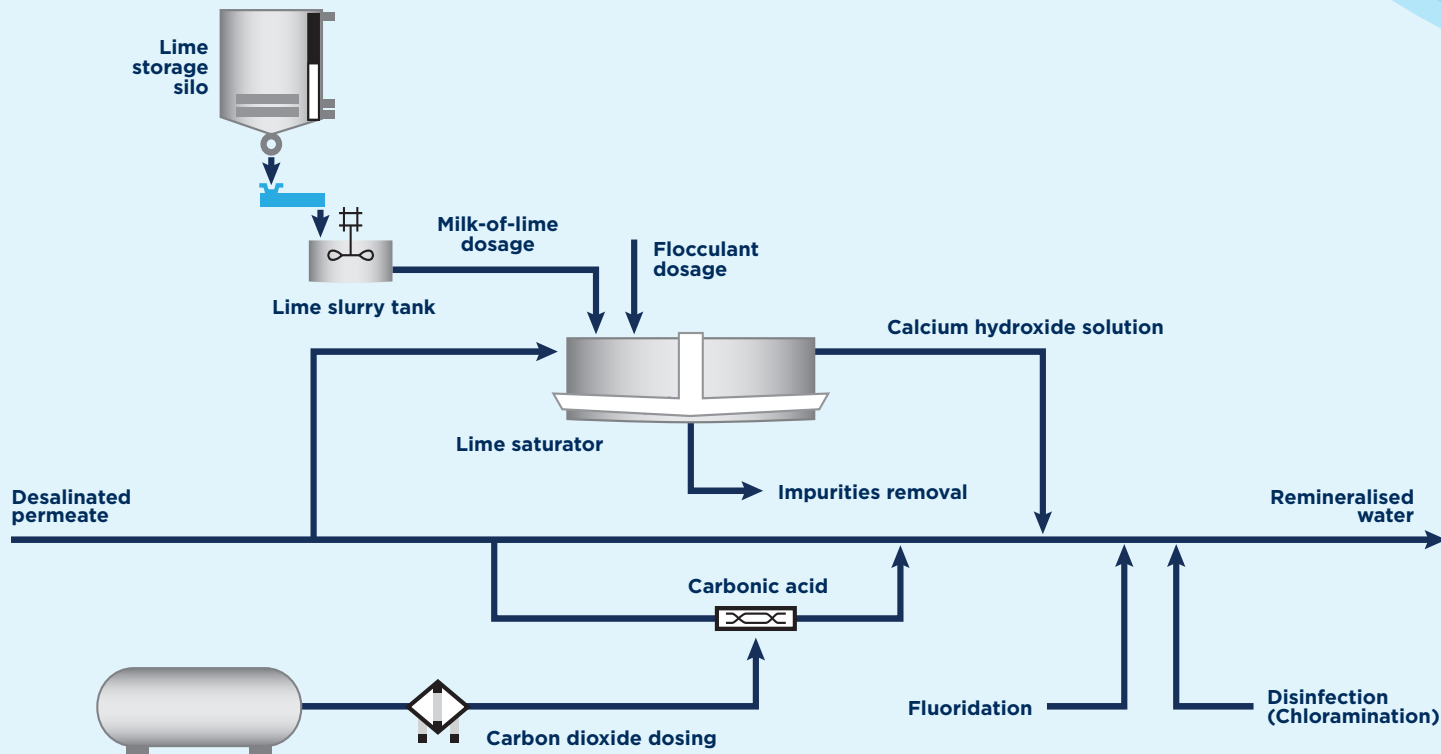 Lime
storage
silo
Milk-of-lime
dosage
Flocculant
dosage
Lime slurry tank
Calcium hydroxide solution
Lime saturator
Impurities removal
Desalinated
permeate
Remineralised
water
Carbonic acid
Fluoridation
Disinfection
(Chloramination)
Carbon dioxide dosing